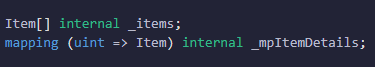 Item[] internal _items;
mapping (uint => Item) internal _mpItemDetails;